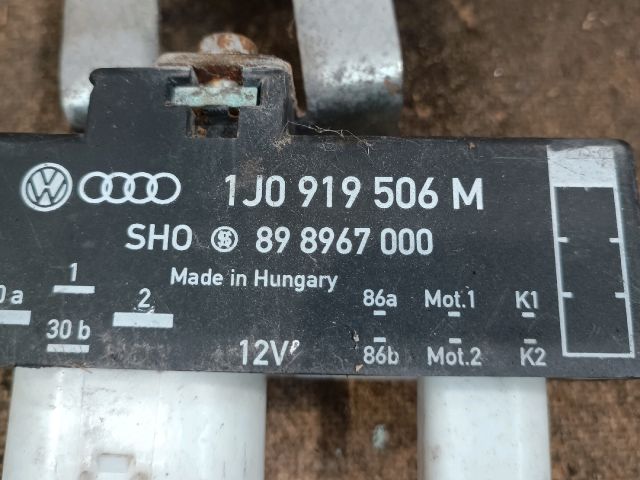 1J0 919 506 M
SHO 89 8967 000
Made in Hungary
0a 1 2 86a Mot.1 K1
30 b 12V 86b Mot.2 K2